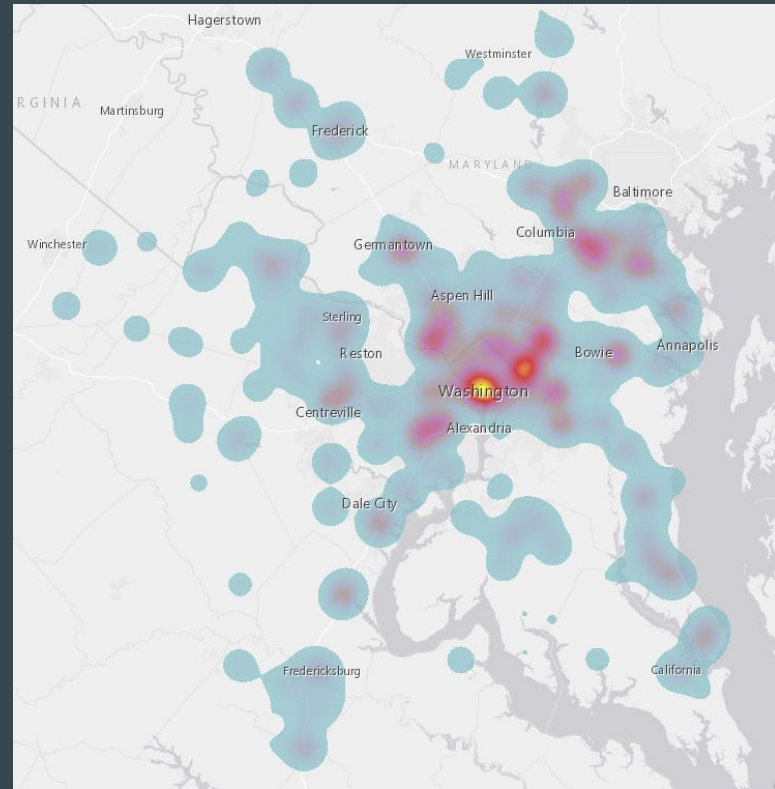 Hagerstown
Westminster
RGINIA
Martinsburg
Frederick
MARYLAND
Baltimore
Columbia
Winchester
Germantown
Aspen Hill
Sterling
Reston
Bowie
Annapolis
Washington
Centreville
Alexandria
Dale City
Fredericksburg
California